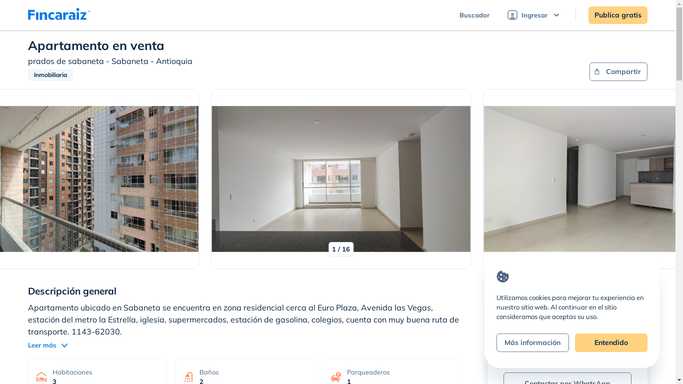 Fincaraiz
Buscador
Ingresar
Publica gratis
Apartamento en venta
prados de sabaneta - Sabaneta - Antioquia
Inmobiliaria
Compartir
1 / 16
Descripción general
Apartamento ubicado en Sabaneta se encuentra en zona residencial cerca al Euro Plaza, Avenida las Vegas,
estación del metro la Estrella, iglesia, supermercados, estación de gasolina, colegios, cuenta con muy buena ruta de
transporte. 1143-62030.
Leer más
Habitaciones
3
Baños
2
Parqueaderos
1
Utilizamos cookies para mejorar tu experiencia en
nuestro sitio web. Al continuar en el sitio
consideramos que aceptas su uso.
Más información
Entendido
Contactar por WhatsApp